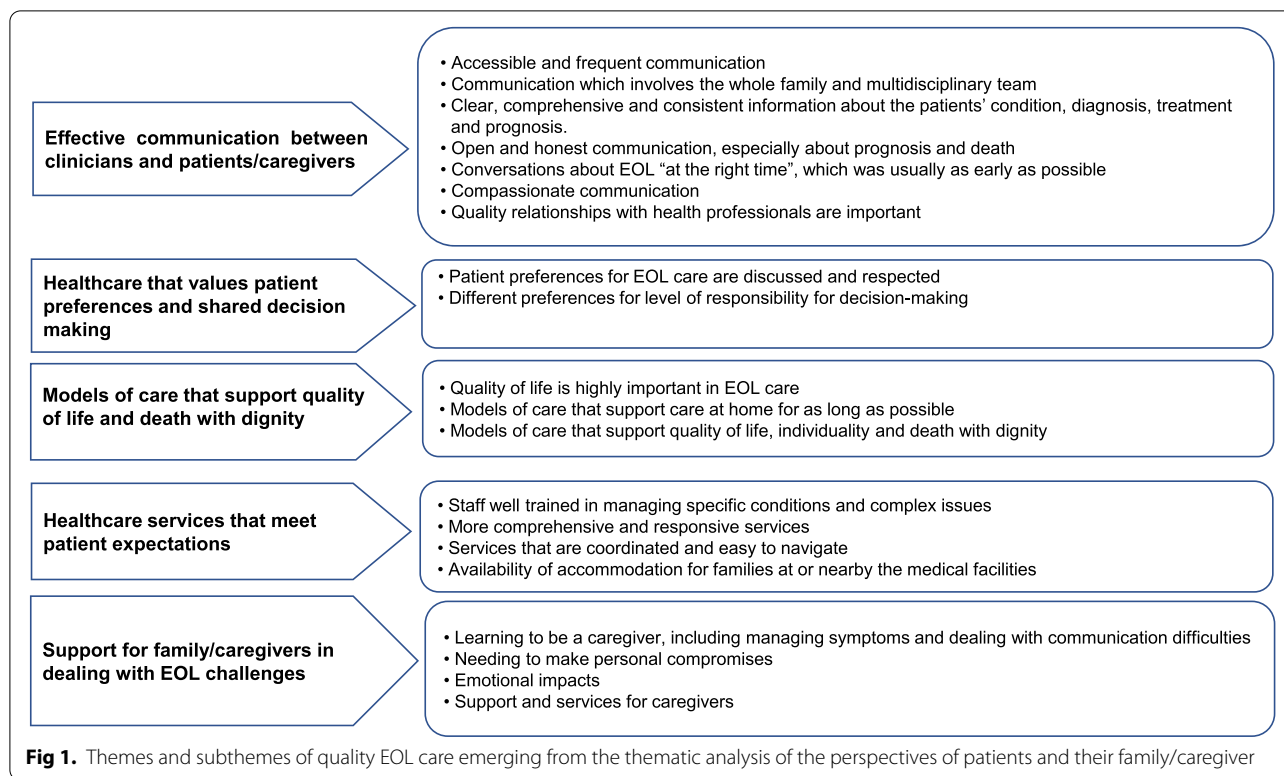 Effective communication between
clinicians and patients/caregivers
• Accessible and frequent communication
• Communication which involves the whole family and multidisciplinary team
• Clear, comprehensive and consistent information about the patients' condition, diagnosis, treatment
and prognosis.
• Open and honest communication, especially about prognosis and death
• Conversations about EOL "at the right time", which was usually as early as possible
• Compassionate communication
• Quality relationships with health professionals are important
Healthcare that values patient
preferences and shared decision
making
• Patient preferences for EOL care are discussed and respected
• Different preferences for level of responsibility for decision-making
Models of care that support quality
of life and death with dignity
• Quality of life is highly important in EOL care
• Models of care that support care at home for as long as possible
• Models of care that support quality of life, individuality and death with dignity
Healthcare services that meet
patient expectations
• Staff well trained in managing specific conditions and complex issues
• More comprehensive and responsive services
• Services that are coordinated and easy to navigate
• Availability of accommodation for families at or nearby the medical facilities
Support for family/caregivers in
dealing with EOL challenges
• Learning to be a caregiver, including managing symptoms and dealing with communication difficulties
• Needing to make personal compromises
• Emotional impacts
• Support and services for caregivers
Fig 1. Themes and subthemes of quality EOL care emerging from the thematic analysis of the perspectives of patients and their family/caregiver